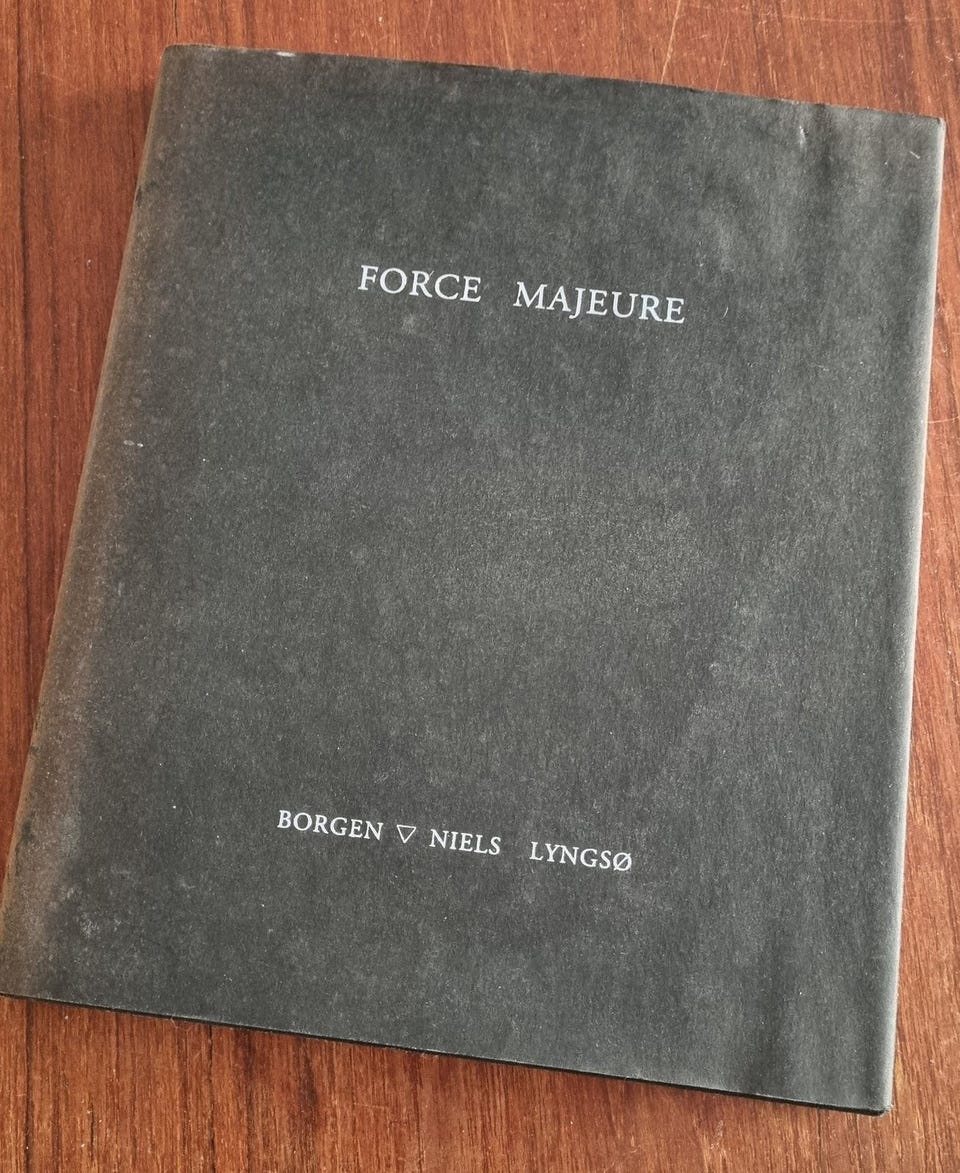 FORCE MAJEURE
BORGEN ▽ NIELS LYNGSØ